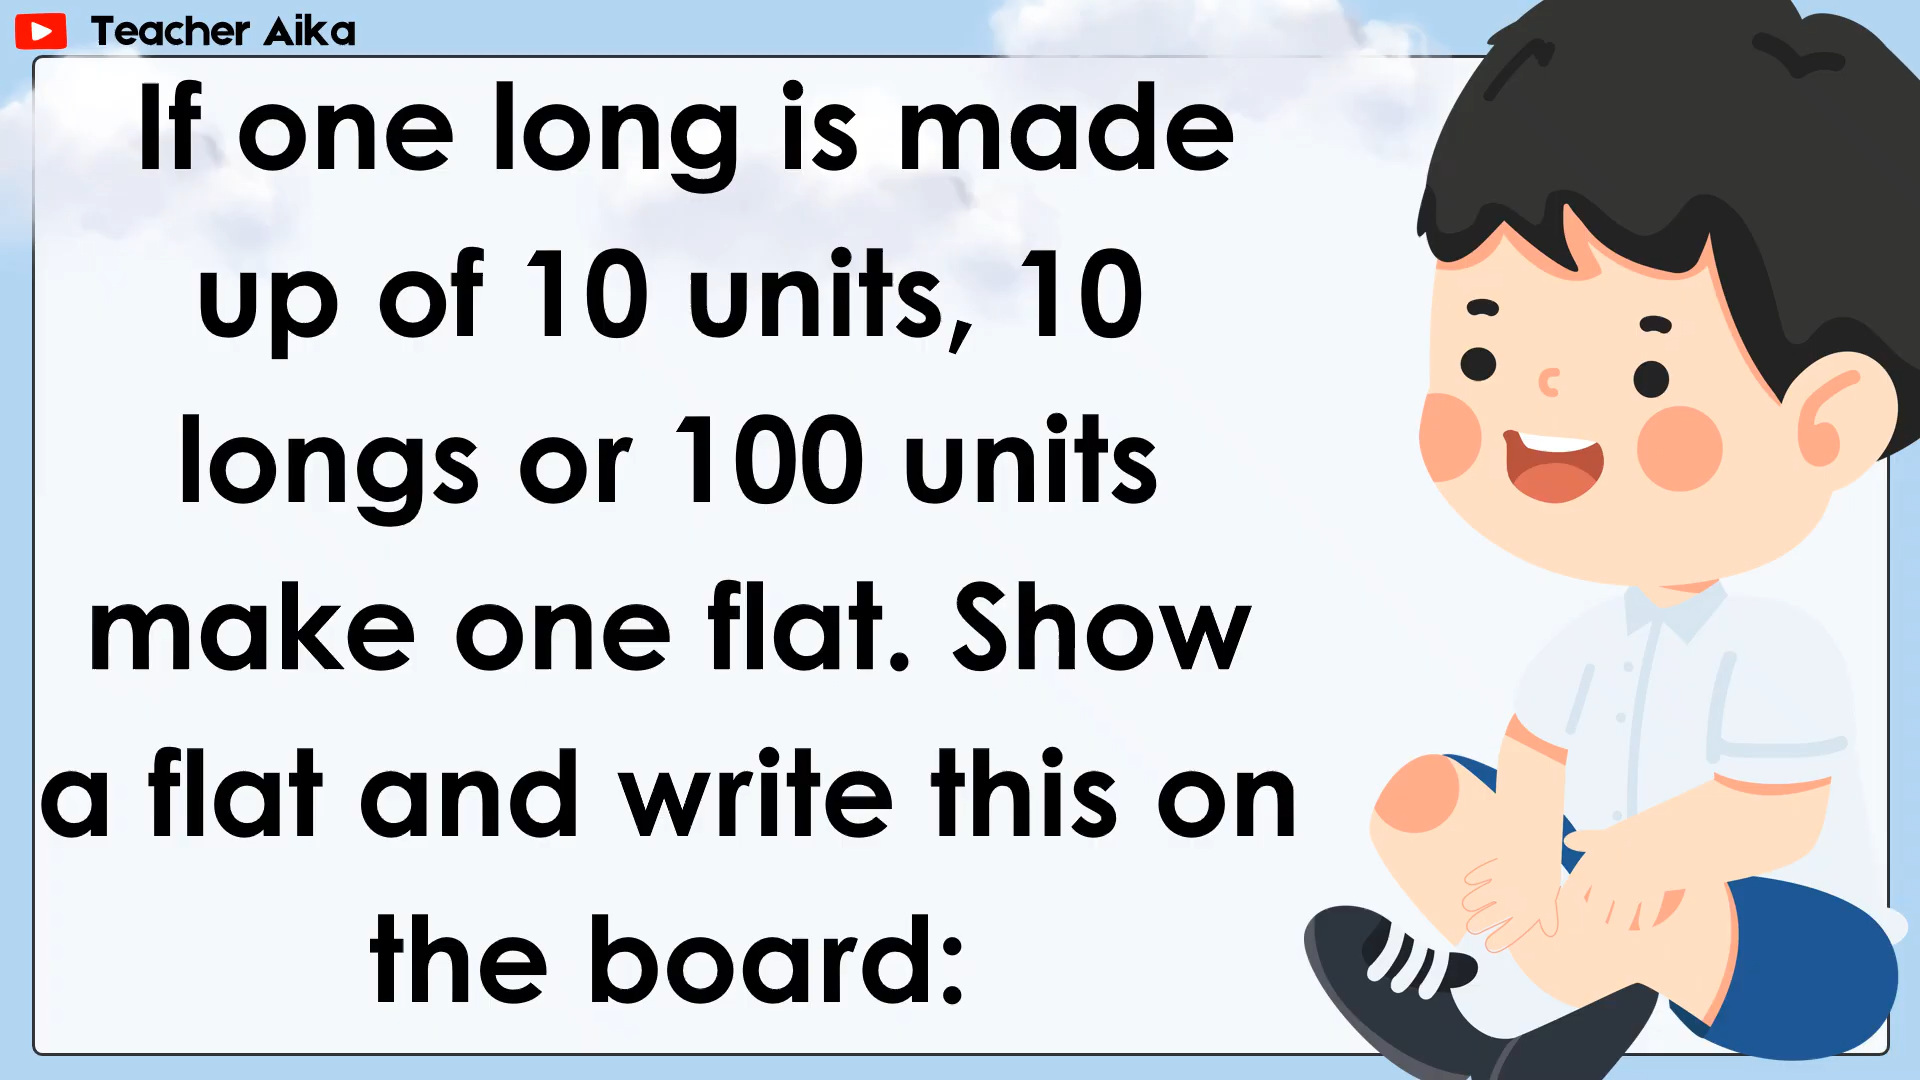 Teacher Aika
If one long is made
up of 10 units, 10
longs or 100 units
make one flat. Show
a flat and write this on
the board: